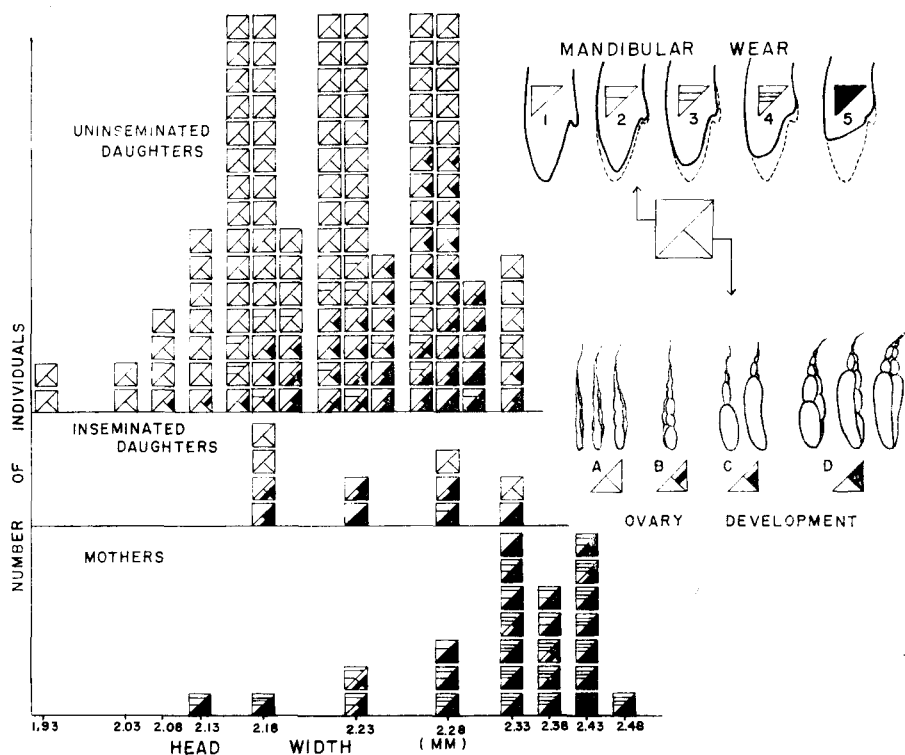 MANDIBULAR WEAR
1 2 3 4 5
UNINSEMINATED
DAUGHTERS
A B C D
OVARY DEVELOPMENT
INSEMINATED
DAUGHTERS
MOTHERS
NUMBER OF INDIVIDUALS
1.93 2.03 2.08 2.13 2.18 2.23 2.28 2.33 2.38 2.43 2.48
HEAD WIDTH (MM)